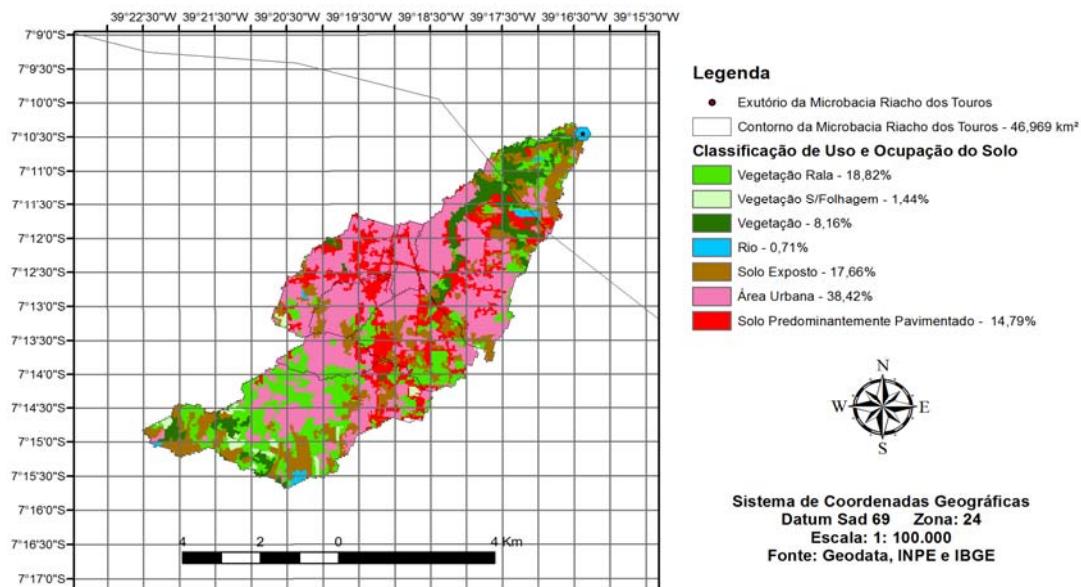 39°22'30"W 39°21'30"W 39°20'30"W 39°19'30"W 39°18'30"W 39°17'30"W 39°16'30"W 39°15'30"W
7°9'0"S
7°9'30"S
7°10'0"S
7°10'30"S
7°11'0"S
7°11'30"S
7°12'0"S
7°12'30"S
7°13'0"S
7°13'30"S
7°14'0"S
7°14'30"S
7°15'0"S
7°15'30"S
7°16'0"S
7°16'30"S
7°17'0"S
4 2 0 4 Km
Legenda
Exutório da Microbacia Riacho dos Touros
Contorno da Microbacia Riacho dos Touros - 46,969 km²
Classificação de Uso e Ocupação do Solo
Vegetação Rala - 18,82%
Vegetação S/Folhagem - 1,44%
Vegetação - 8,16%
Rio - 0,71%
Solo Exposto - 17,66%
Área Urbana - 38,42%
Solo Predominantemente Pavimentado - 14,79%
N
W E
S
Sistema de Coordenadas Geográficas
Datum Sad 69 Zona: 24
Escala: 1: 100.000
Fonte: Geodata, INPE e IBGE